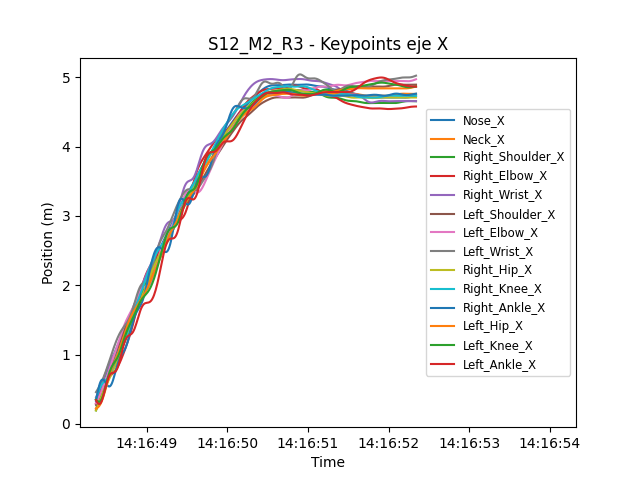 S12_M2_R3 - Keypoints eje X
Position (m)
5
4
3
2
1
0
14:16:49 14:16:50 14:16:51 14:16:52 14:16:53 14:16:54
Time
Nose_X
Neck_X
Right_Shoulder_X
Right_Elbow_X
Right_Wrist_X
Left_Shoulder_X
Left_Elbow_X
Left_Wrist_X
Right_Hip_X
Right_Knee_X
Right_Ankle_X
Left_Hip_X
Left_Knee_X
Left_Ankle_X